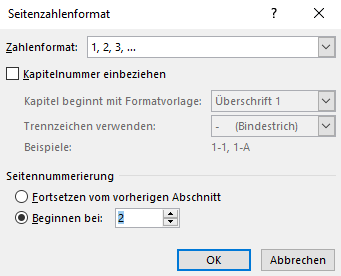 Seitenzahlenformat ? ×
Zahlenformat: 1, 2, 3, ...
Kapitelnummer einbeziehen
Kapitel beginnt mit Formatvorlage: Überschrift 1
Trennzeichen verwenden: - (Bindestrich)
Beispiele: 1-1, 1-A
Seitennummerierung
Fortsetzen vom vorherigen Abschnitt
Beginnen bei: 2
OK Abbrechen